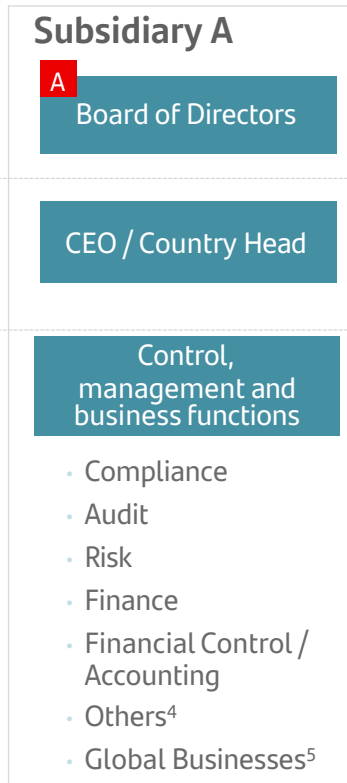 Subsidiary A
A
Board of Directors
CEO / Country Head
Control,
management and
business functions
• Compliance
• Audit
• Risk
• Finance
• Financial Control /
Accounting
• Others⁴
• Global Businesses⁵